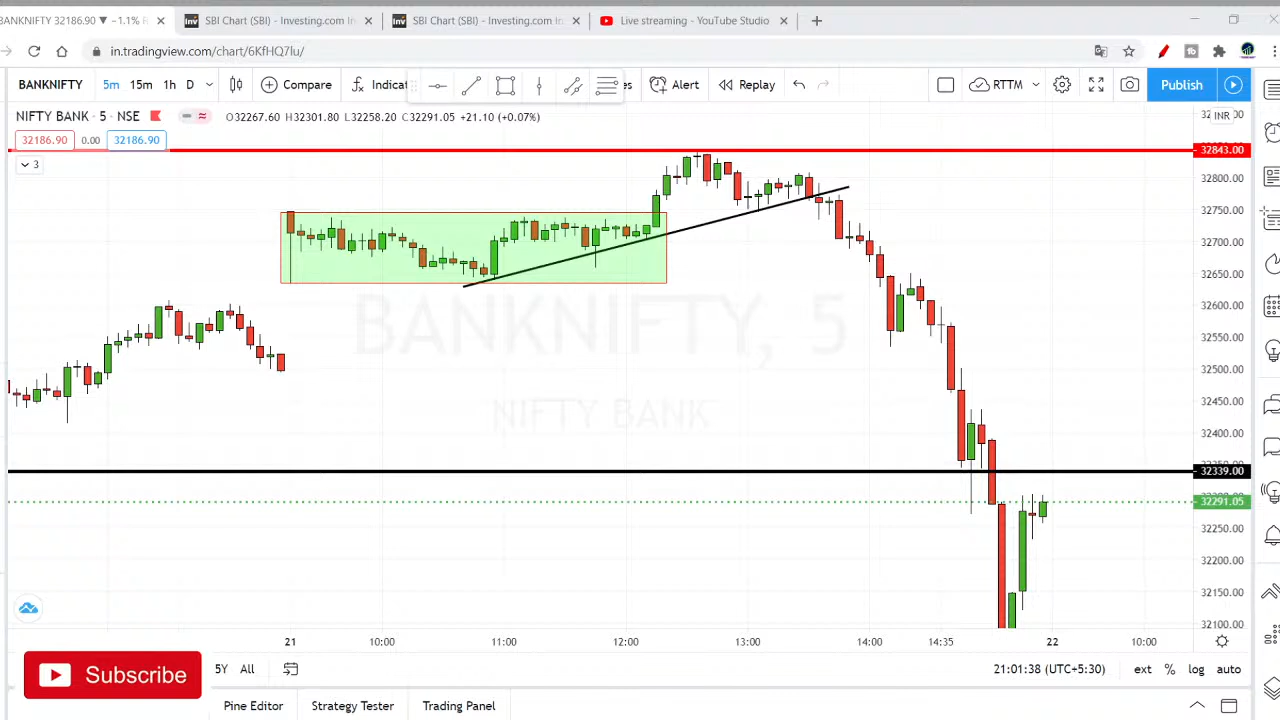 BANKNIFTY 32186.90 ▼ −1.1% R
SBI Chart (SBI) - Investing.com In
SBI Chart (SBI) - Investing.com In
Live streaming - YouTube Studio
in.tradingview.com/chart/6KfHQ7lu/
BANKNIFTY 5m 15m 1h D Compare Indicat es Alert Replay RTTM Publish
NIFTY BANK · 5 · NSE O32267.60 H32301.80 L32258.20 C32291.05 +21.10 (+0.07%)
INR
32186.90 0.00 32186.90
3
32843.00
32800.00
32750.00
32700.00
32650.00
32600.00
32550.00
32500.00
32450.00
32400.00
32339.00
32291.05
32250.00
32200.00
32150.00
32100.00
BANKNIFTY, 5
NIFTY BANK
21 10:00 11:00 12:00 13:00 14:00 14:35 22 10:00
Subscribe
5Y All 21:01:38 (UTC+5:30) ext % log auto
Pine Editor Strategy Tester Trading Panel